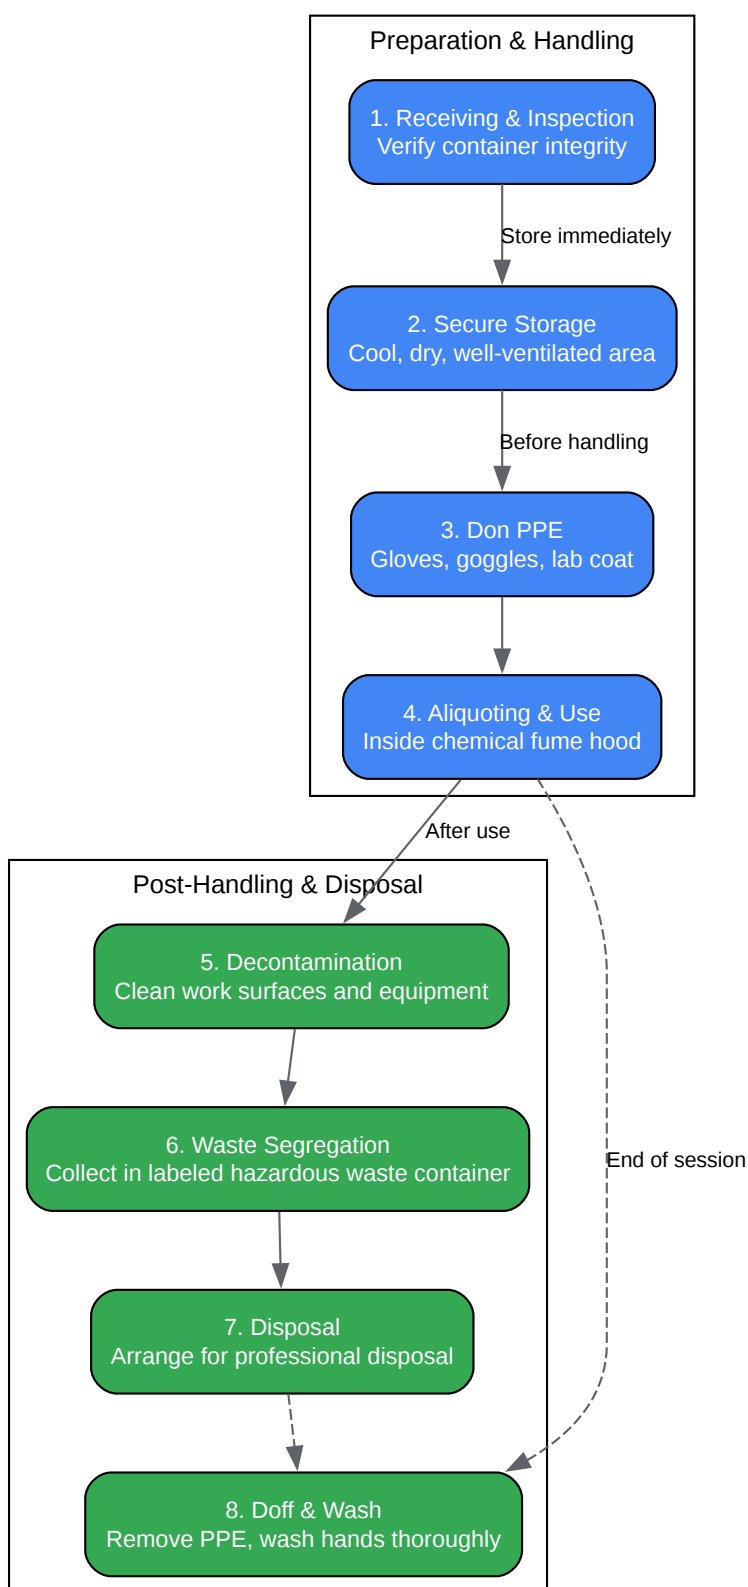 Preparation & Handling
1. Receiving & Inspection
Verify container integrity
Store immediately
2. Secure Storage
Cool, dry, well-ventilated area
Before handling
3. Don PPE
Gloves, goggles, lab coat
4. Aliquoting & Use
Inside chemical fume hood
After use
Post-Handling & Disposal
5. Decontamination
Clean work surfaces and equipment
6. Waste Segregation
Collect in labeled hazardous waste container
End of session
7. Disposal
Arrange for professional disposal
8. Doff & Wash
Remove PPE, wash hands thoroughly